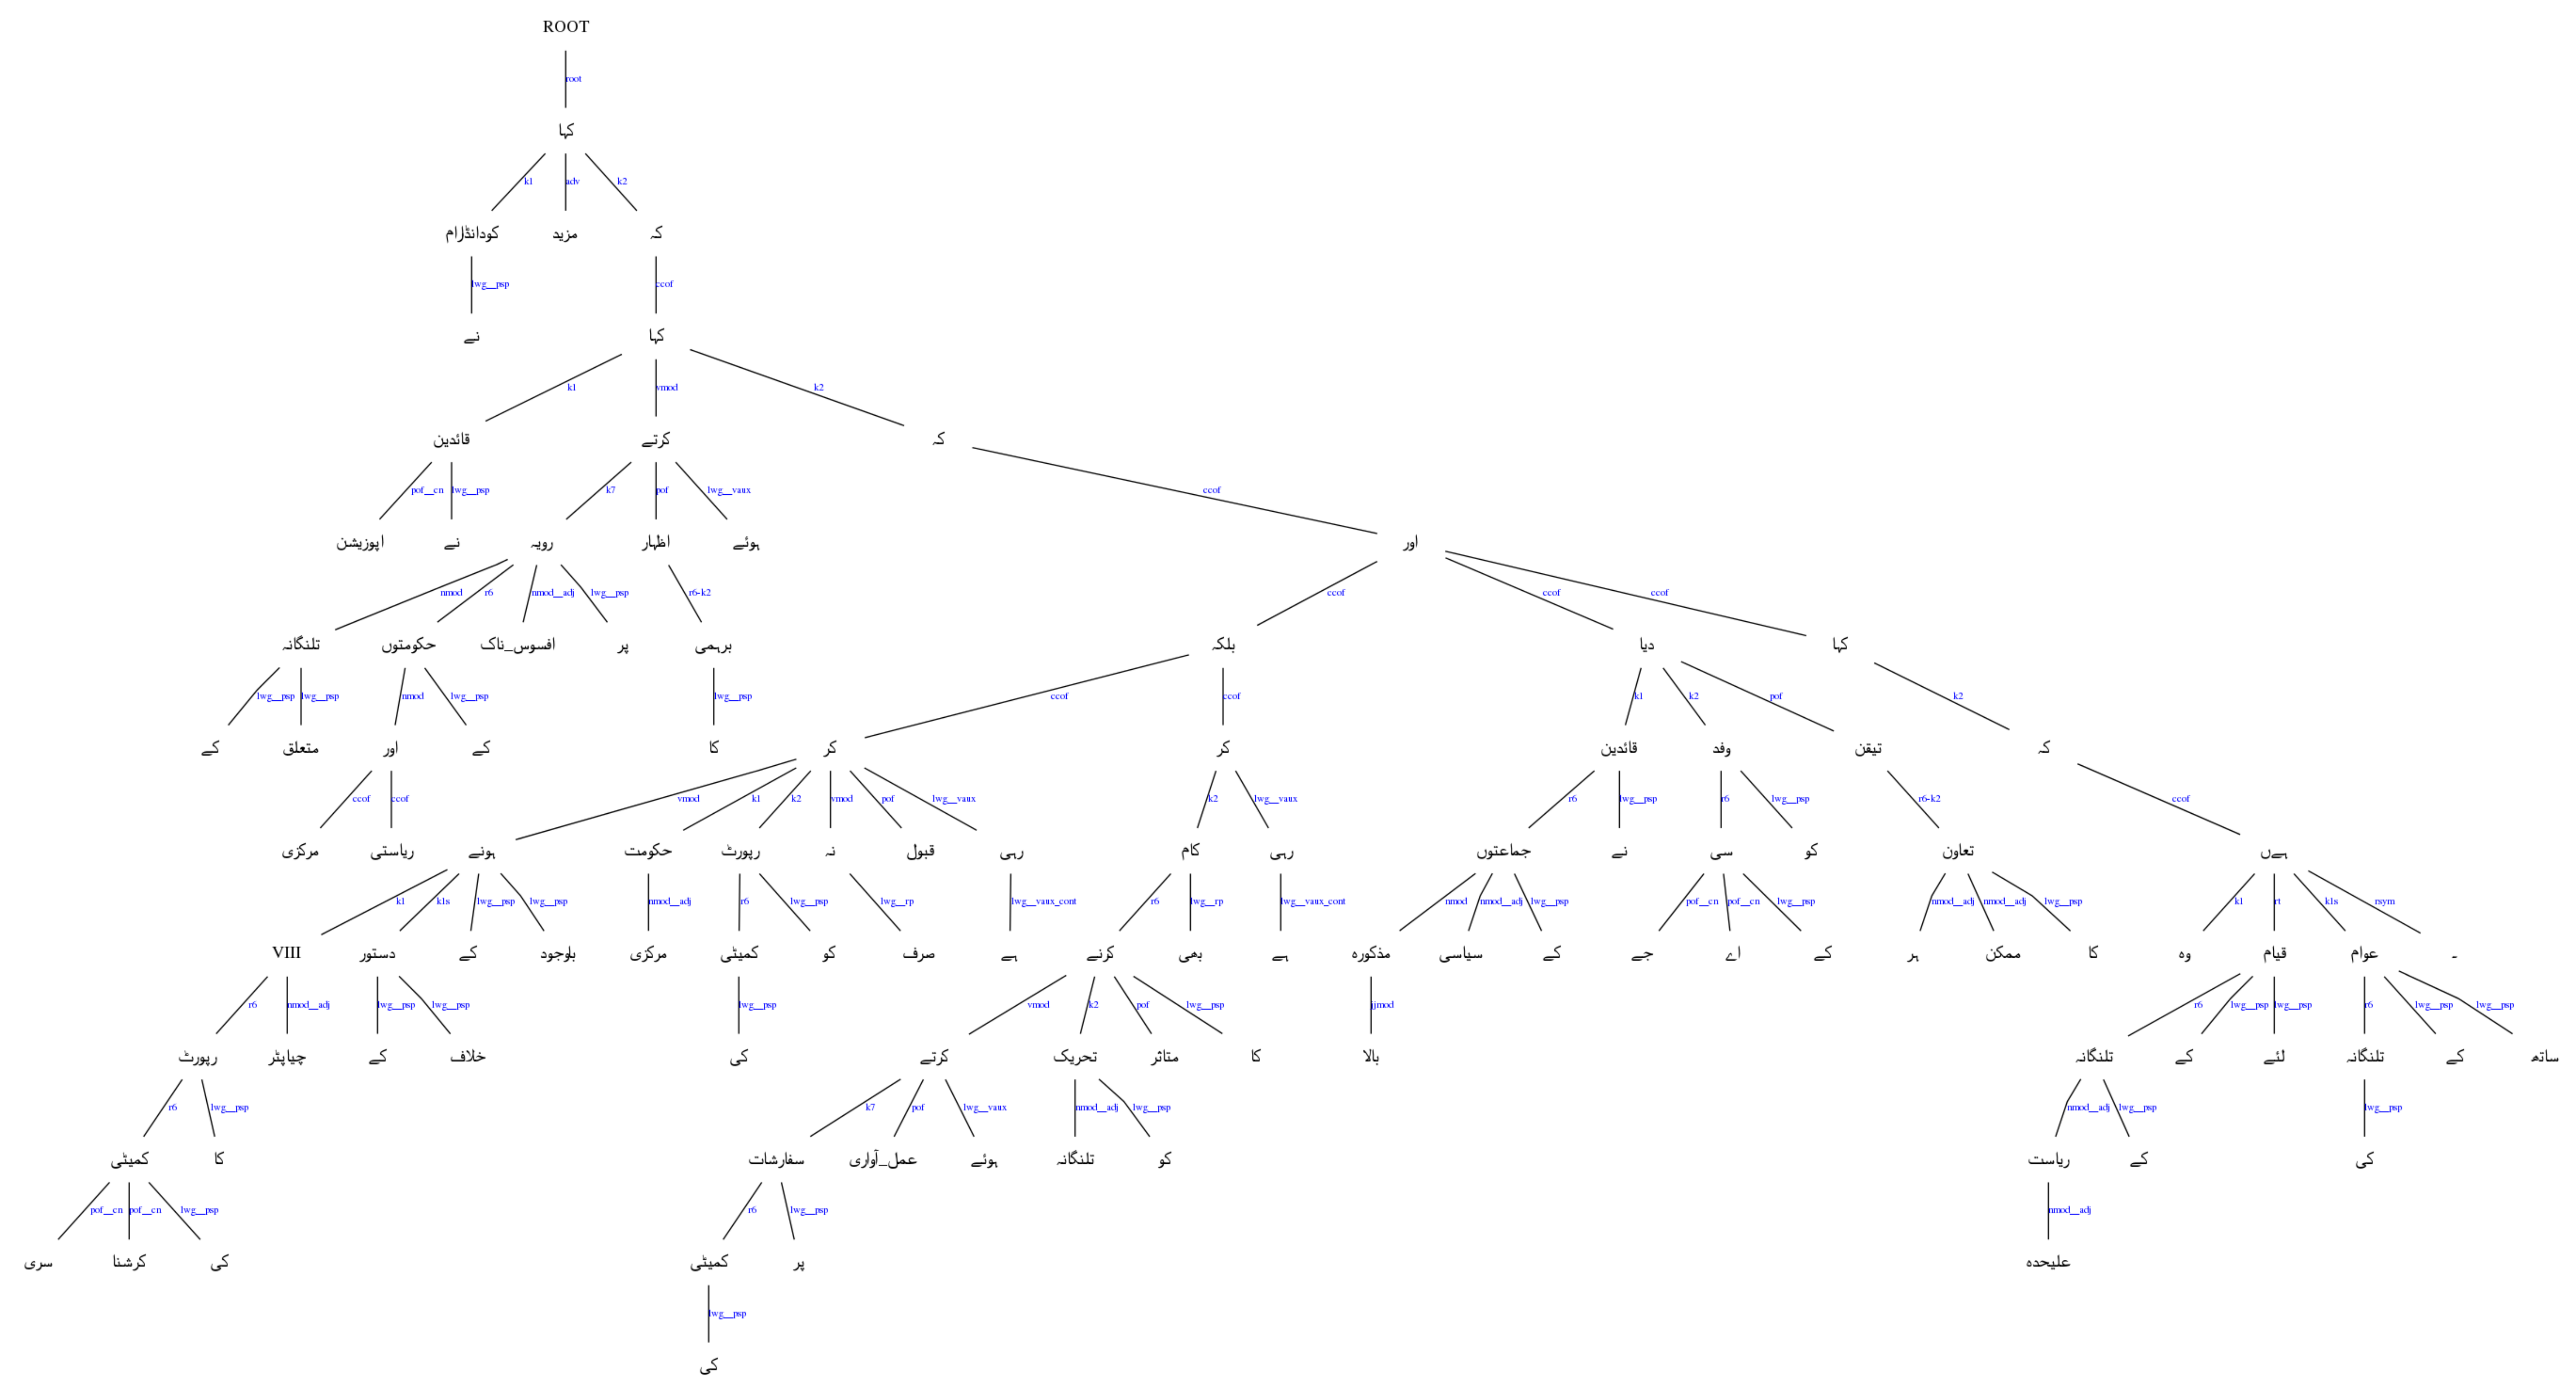 ROOT
root
کہا
k1 adv k2
کودانڈارام مزید کہ
lwg__psp ccof
نے کہا
k1 vmod k2
قائدین کرتے کہ
pof__cn lwg__psp k7 pof lwg__vaux ccof
اپوزیشن نے رویہ اظہار ہوئے اور
nmod r6 nmod__adj lwg__psp r6-k2 ccof ccof ccof
تلنگانہ حکومتوں افسوس_ناک پر برہمی بلکہ دیا کہا
lwg__psp lwg__psp nmod lwg__psp lwg__psp ccof ccof k1 k2 pof k2
کے متعلق اور کے کا کر کر قائدین وفد تیقن کہ
ccof ccof vmod k1 k2 vmod pof lwg__vaux k2 lwg__vaux r6 lwg__psp r6 lwg__psp r6-k2 ccof
مرکزی ریاستی ہونے حکومت رپورٹ نہ قبول رہی کام رہی جماعتوں نے سی کو تعاون ہےں
k1 k1s lwg__psp lwg__psp nmod__adj r6 lwg__psp lwg__rp lwg__vaux_cont r6 lwg__rp lwg__vaux_cont nmod nmod__adj lwg__psp pof__cn pof__cn lwg__psp nmod__adj nmod__adj lwg__psp k1 rt k1s rsym
VIII دستور کے باوجود مرکزی کمیٹی کو صرف ہے کرنے بھی ہے مذکورہ سیاسی کے جے اے کے ہر ممکن کا وہ قیام عوام ۔
r6 nmod__adj lwg__psp lwg__psp lwg__psp vmod k2 pof lwg__psp jjmod r6 lwg__psp lwg__psp r6 lwg__psp lwg__psp
رپورٹ چیاپٹر کے خلاف کی کرتے تحریک متاثر کا بالا تلنگانہ کے لئے تلنگانہ کے ساتھ
r6 lwg__psp k7 pof lwg__vaux nmod__adj lwg__psp nmod__adj lwg__psp lwg__psp
کمیٹی کا سفارشات عمل_آواری ہوئے تلنگانہ کو ریاست کے کی
pof__cn pof__cn lwg__psp r6 lwg__psp nmod__adj
سری کرشنا کی کمیٹی پر علیحدہ
lwg__psp
کی